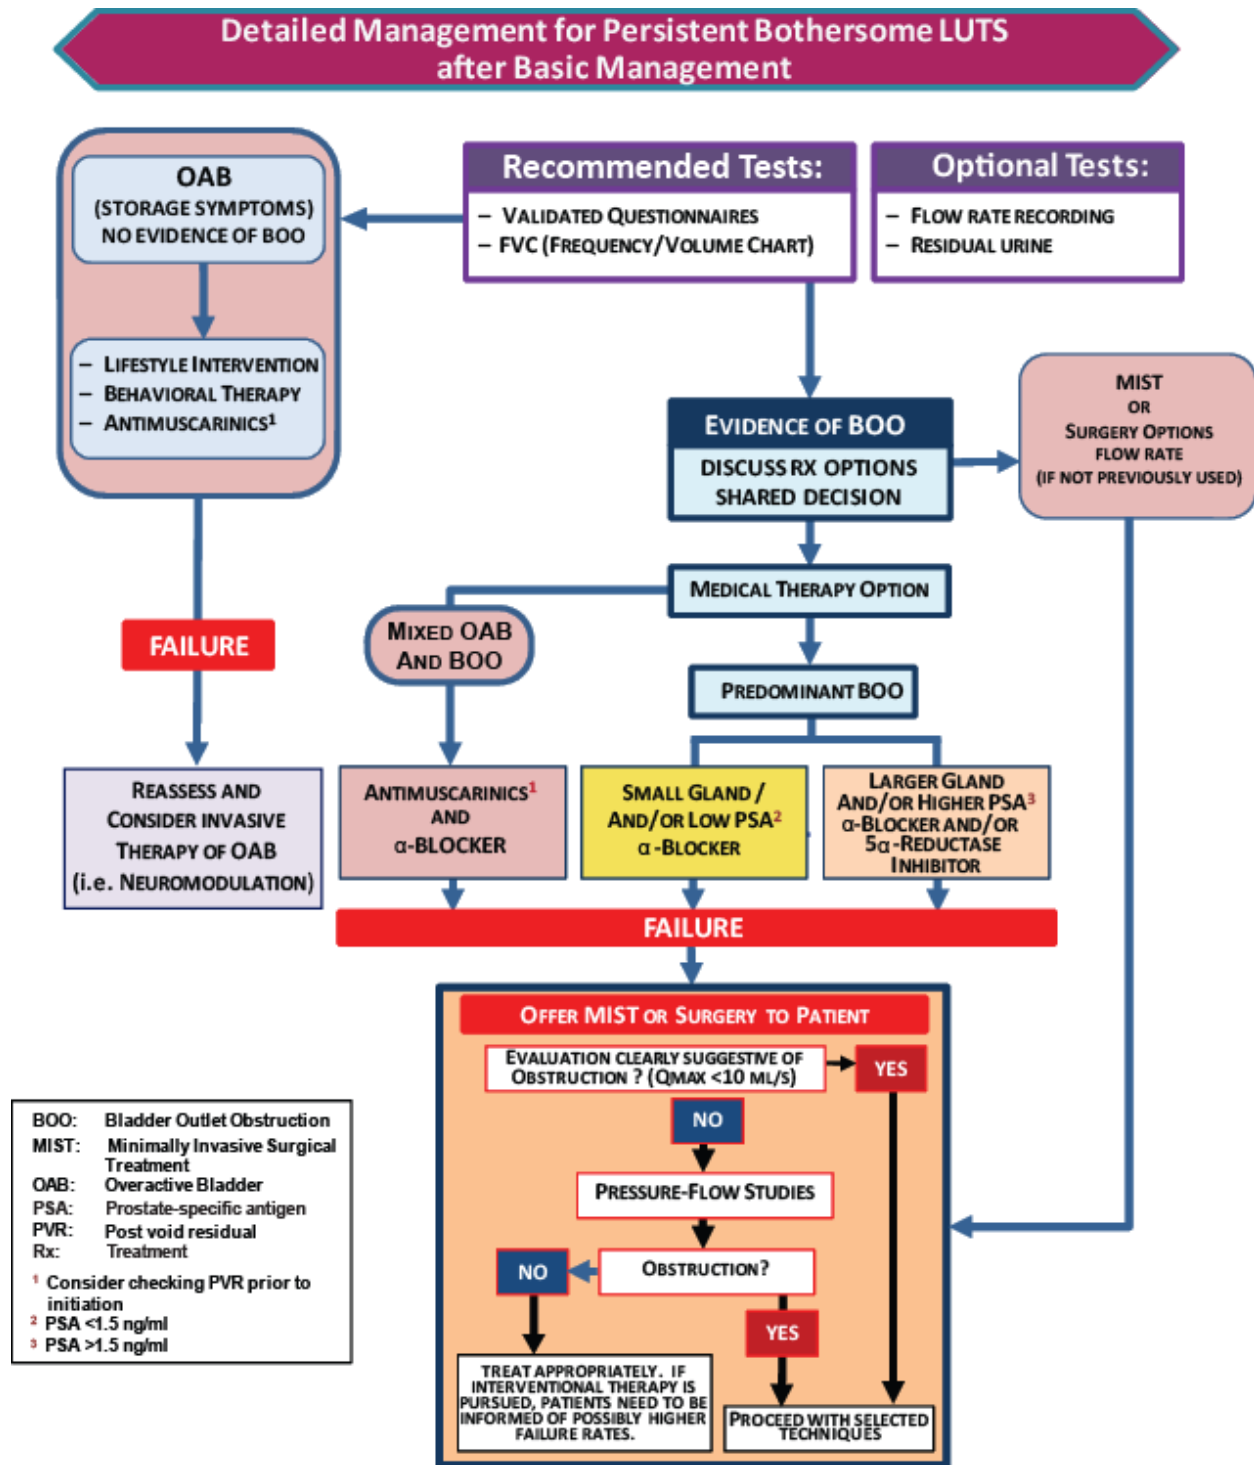 Detailed Management for Persistent Bothersome LUTS
after Basic Management
OAB
(STORAGE SYMPTOMS)
NO EVIDENCE OF BOO
– LIFESTYLE INTERVENTION
– BEHAVIORAL THERAPY
– ANTIMUSCARINICS¹
Recommended Tests:
– VALIDATED QUESTIONNAIRES
– FVC (FREQUENCY/VOLUME CHART)
Optional Tests:
– FLOW RATE RECORDING
– RESIDUAL URINE
EVIDENCE OF BOO
DISCUSS RX OPTIONS
SHARED DECISION
MIST
OR
SURGERY OPTIONS
FLOW RATE
(IF NOT PREVIOUSLY USED)
MEDICAL THERAPY OPTION
MIXED OAB
AND BOO
PREDOMINANT BOO
FAILURE
REASSESS AND
CONSIDER INVASIVE
THERAPY OF OAB
(i.e. NEUROMODULATION)
ANTIMUSCARINICS¹
AND
α-BLOCKER
SMALL GLAND /
AND/OR LOW PSA²
α -BLOCKER
LARGER GLAND
AND/OR HIGHER PSA³
α-BLOCKER AND/OR
5α-REDUCTASE
INHIBITOR
FAILURE
OFFER MIST OR SURGERY TO PATIENT
EVALUATION CLEARLY SUGGESTIVE OF
OBSTRUCTION ? (QMAX <10 ML/S)
YES
NO
PRESSURE-FLOW STUDIES
OBSTRUCTION?
NO
YES
TREAT APPROPRIATELY. IF
INTERVENTIONAL THERAPY IS
PURSUED, PATIENTS NEED TO BE
INFORMED OF POSSIBLY HIGHER
FAILURE RATES.
PROCEED WITH SELECTED
TECHNIQUES
BOO: Bladder Outlet Obstruction
MIST: Minimally Invasive Surgical
Treatment
OAB: Overactive Bladder
PSA: Prostate-specific antigen
PVR: Post void residual
Rx: Treatment
¹ Consider checking PVR prior to
initiation
² PSA <1.5 ng/ml
³ PSA >1.5 ng/ml